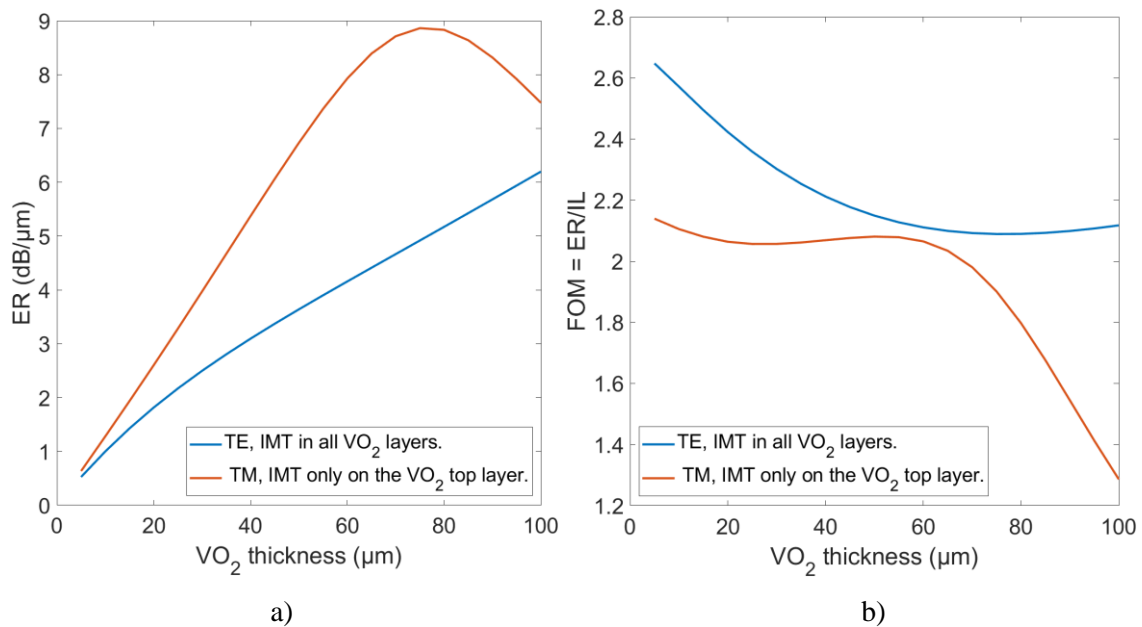 9
8
7
6
5
4
3
2
1
0
ER (dB/µm)
TE, IMT in all VO2 layers.
TM, IMT only on the VO2 top layer.
0 20 40 60 80 100
VO2 thickness (µm)
a)
2.8
2.6
2.4
2.2
2
1.8
1.6
1.4
1.2
FOM = ER/IL
TE, IMT in all VO2 layers.
TM, IMT only on the VO2 top layer.
0 20 40 60 80 100
VO2 thickness (µm)
b)